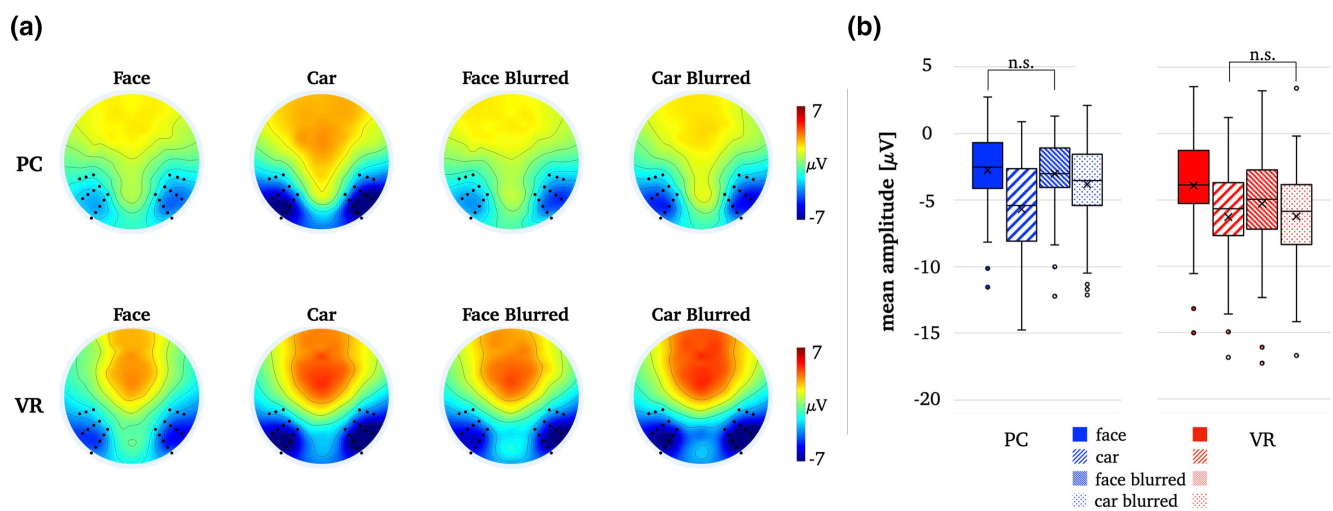 (a)
Face Car Face Blurred Car Blurred
PC
7
μV
-7
Face Car Face Blurred Car Blurred
VR
7
μV
-7
(b)
mean amplitude [μV]
5
0
-5
-10
-15
-20
n.s.
n.s.
PC
VR
face
car
face blurred
car blurred